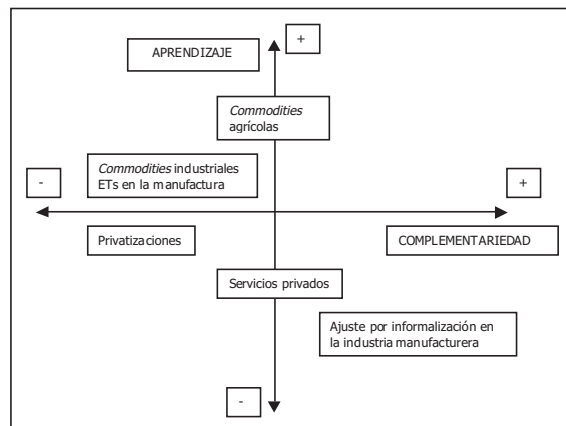 +
APRENDIZAJE
Commodities
agrícolas
Commodities industriales
ETs en la manufactura
-
+
Privatizaciones
COMPLEMENTARIEDAD
Servicios privados
Ajuste por informalización en
la industria manufacturera
-